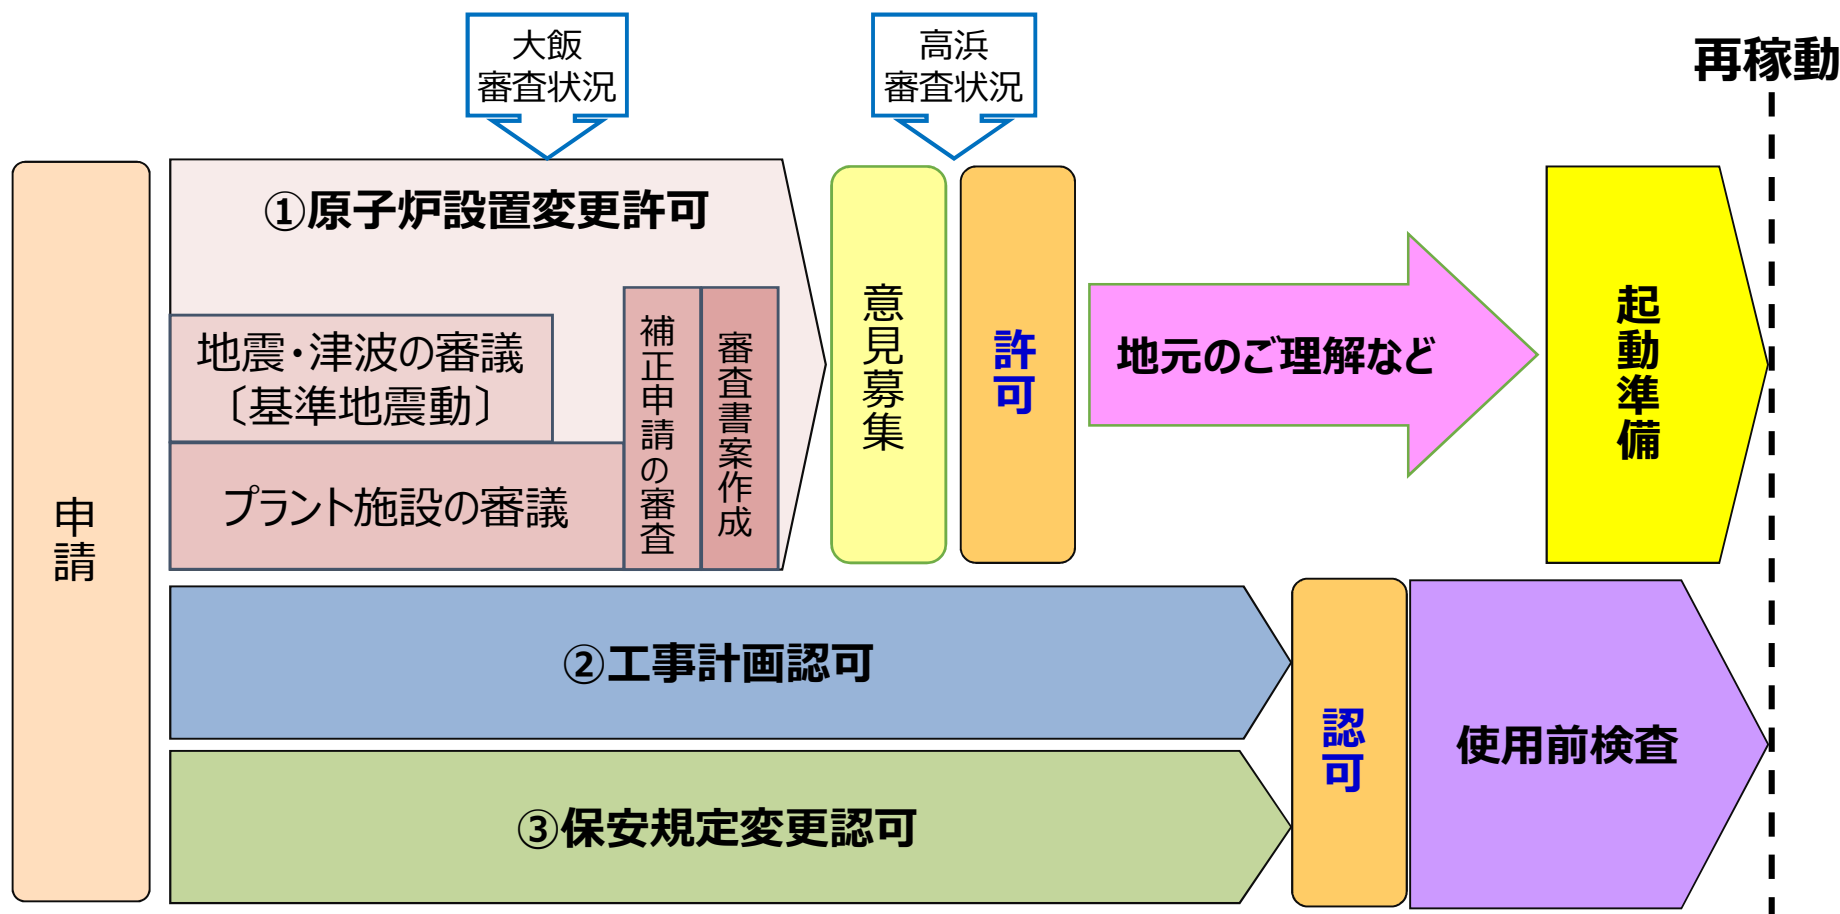 大飯
審査状況
高浜
審査状況
再稼動
申請
①原子炉設置変更許可
地震・津波の審議
〔基準地震動〕
プラント施設の審議
補正申請の審査
審査書案作成
意見募集
許可
地元のご理解など
起動準備
②工事計画認可
③保安規定変更認可
認可
使用前検査